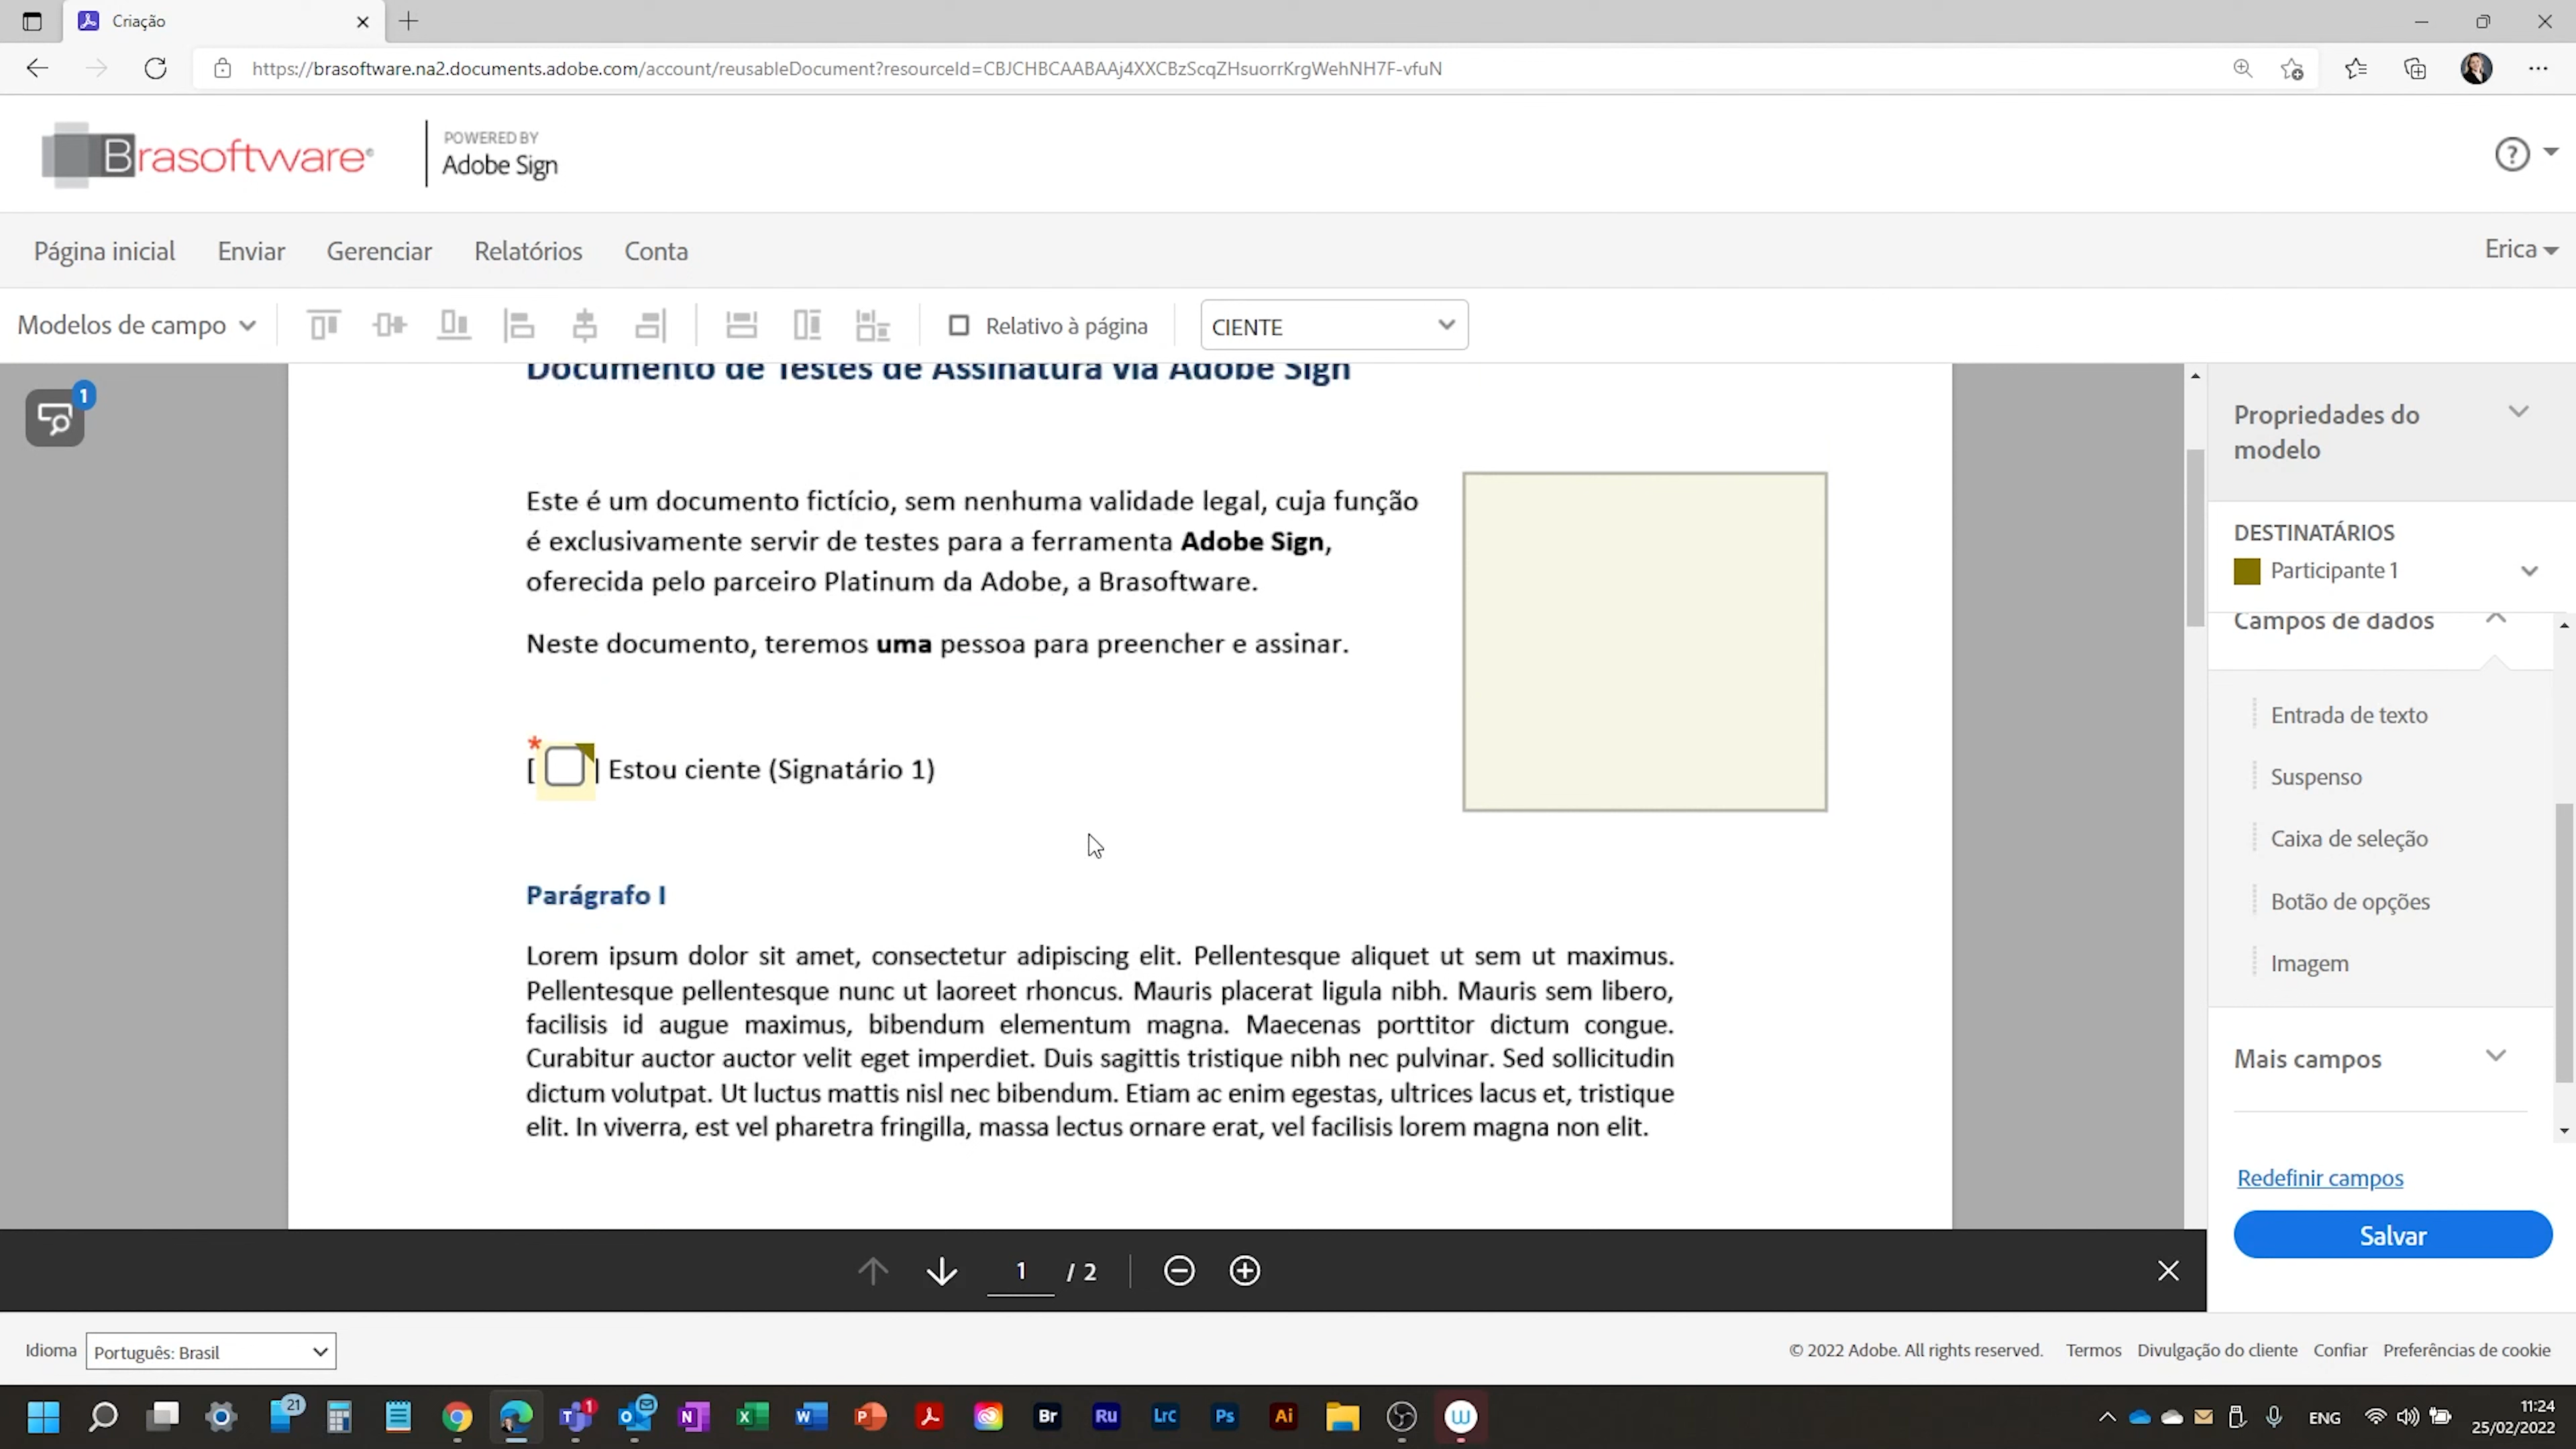 Criação
https://brasoftware.na2.documents.adobe.com/account/reusableDocument?resourceId=CBJCHBCAABAAj4XXCBzScqZHsuorrKrgWehNH7F-vfuN
Brasoftware®
POWERED BY
Adobe Sign
?
Página inicial
Enviar
Gerenciar
Relatórios
Conta
Erica
Modelos de campo
Relativo à página
CIENTE
1
Documento de Testes de Assinatura via Adobe Sign
Este é um documento fictício, sem nenhuma validade legal, cuja função
é exclusivamente servir de testes para a ferramenta Adobe Sign,
oferecida pelo parceiro Platinum da Adobe, a Brasoftware.
Neste documento, teremos uma pessoa para preencher e assinar.
*
[ ] Estou ciente (Signatário 1)
Parágrafo I
Lorem ipsum dolor sit amet, consectetur adipiscing elit. Pellentesque aliquet ut sem ut maximus.
Pellentesque pellentesque nunc ut laoreet rhoncus. Mauris placerat ligula nibh. Mauris sem libero,
facilisis id augue maximus, bibendum elementum magna. Maecenas porttitor dictum congue.
Curabitur auctor auctor velit eget imperdiet. Duis sagittis tristique nibh nec pulvinar. Sed sollicitudin
dictum volutpat. Ut luctus mattis nisl nec bibendum. Etiam ac enim egestas, ultrices lacus et, tristique
elit. In viverra, est vel pharetra fringilla, massa lectus ornare erat, vel facilisis lorem magna non elit.
Propriedades do
modelo
DESTINATÁRIOS
Participante 1
Campos de dados
Entrada de texto
Suspenso
Caixa de seleção
Botão de opções
Imagem
Mais campos
Redefinir campos
Salvar
1 / 2
Idioma
Português: Brasil
© 2022 Adobe. All rights reserved.
Termos
Divulgação do cliente
Confiar
Preferências de cookie
21
1
Br
Ru
Lrc
Ps
Ai
W
ENG
11:24
25/02/2022